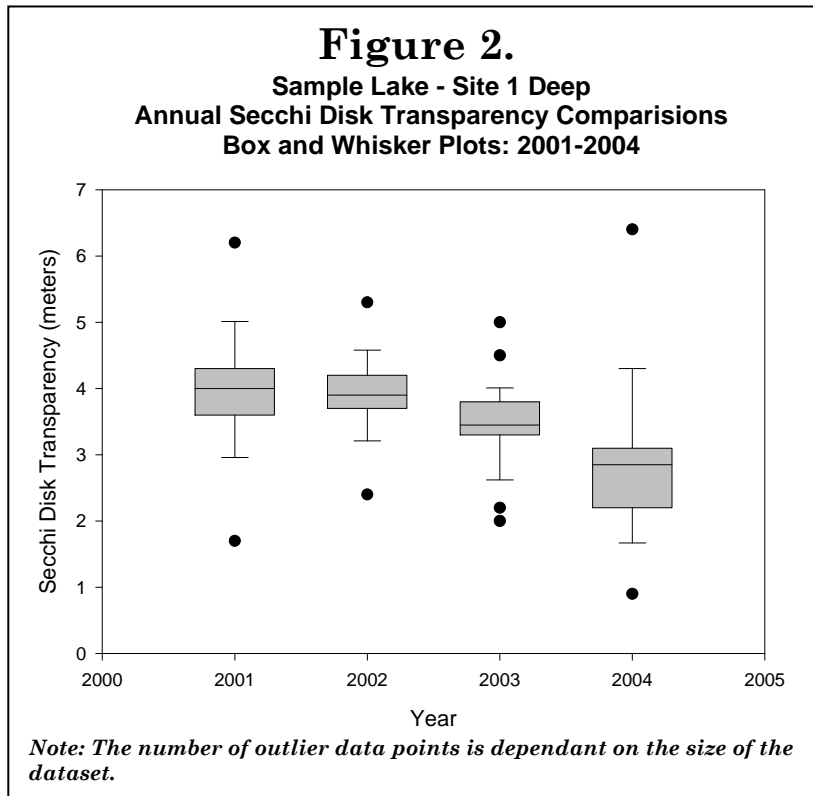 Figure 2.
Sample Lake - Site 1 Deep
Annual Secchi Disk Transparency Comparisions
Box and Whisker Plots: 2001-2004
Secchi Disk Transparency (meters)
7
6
5
4
3
2
1
0
2000 2001 2002 2003 2004 2005
Year
Note: The number of outlier data points is dependant on the size of the
dataset.